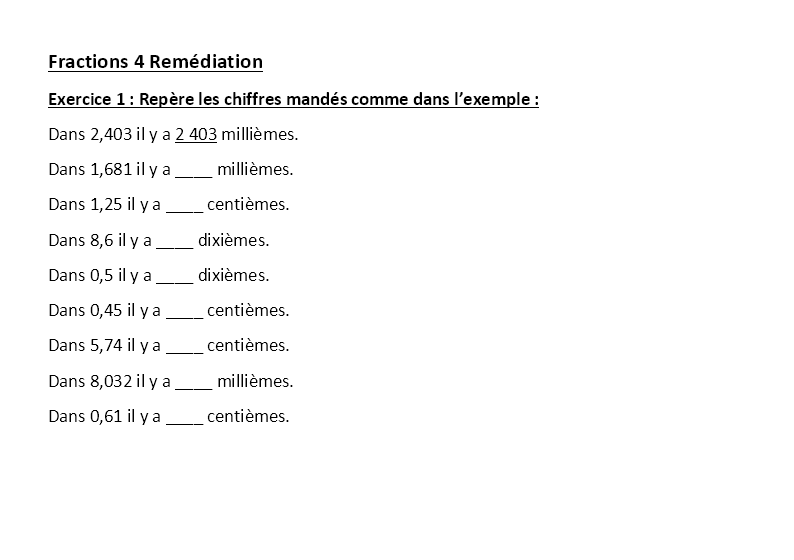 Fractions 4 Remédiation
Exercice 1 : Repère les chiffres mandés comme dans l’exemple :
Dans 2,403 il y a 2 403 millièmes.
Dans 1,681 il y a ____ millièmes.
Dans 1,25 il y a ____ centièmes.
Dans 8,6 il y a ____ dixièmes.
Dans 0,5 il y a ____ dixièmes.
Dans 0,45 il y a ____ centièmes.
Dans 5,74 il y a ____ centièmes.
Dans 8,032 il y a ____ millièmes.
Dans 0,61 il y a ____ centièmes.